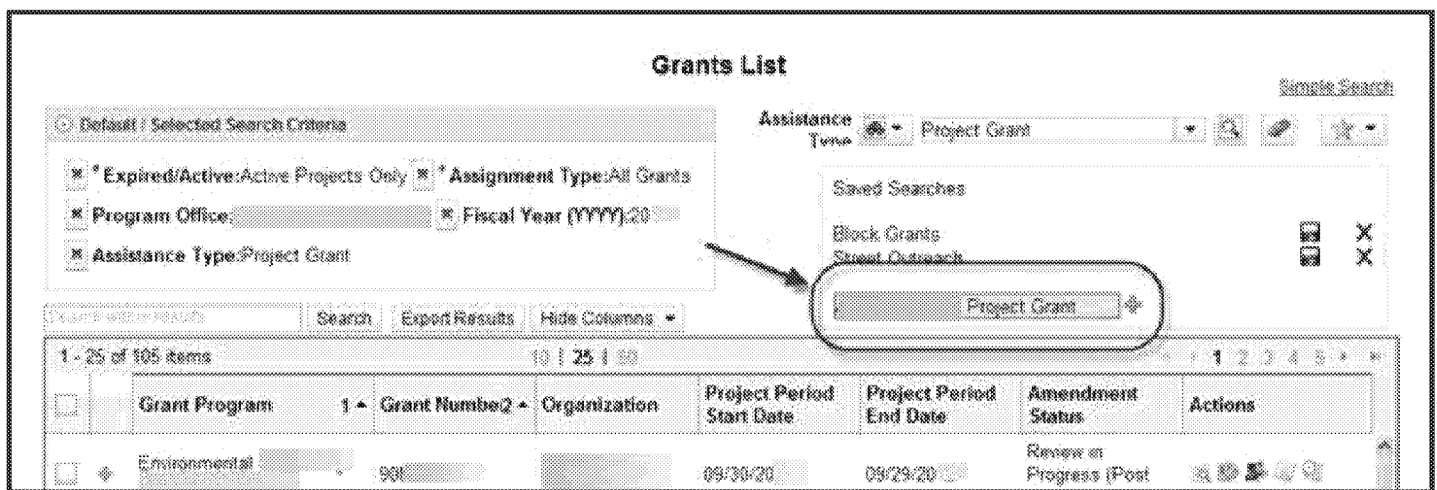 Grants List
Simple Search
Default / Selected Search Criteria
* Expired/Active:Active Projects Only * Assignment Type:All Grants
Program Office: Fiscal Year (YYYY):20
Assistance Type:Project Grant
Assistance Type Project Grant
Saved Searches
Block Grants
Street Outreach
Project Grant
Search within results Search Export Results Hide Columns
1 - 25 of 105 items 10 | 25 | 50 1 2 3 4 5
Grant Program 1 Grant Numbe2 Organization Project Period Start Date Project Period End Date Amendment Status Actions
Environmental 90 09/30/20 09/29/20 Review in Progress (Post